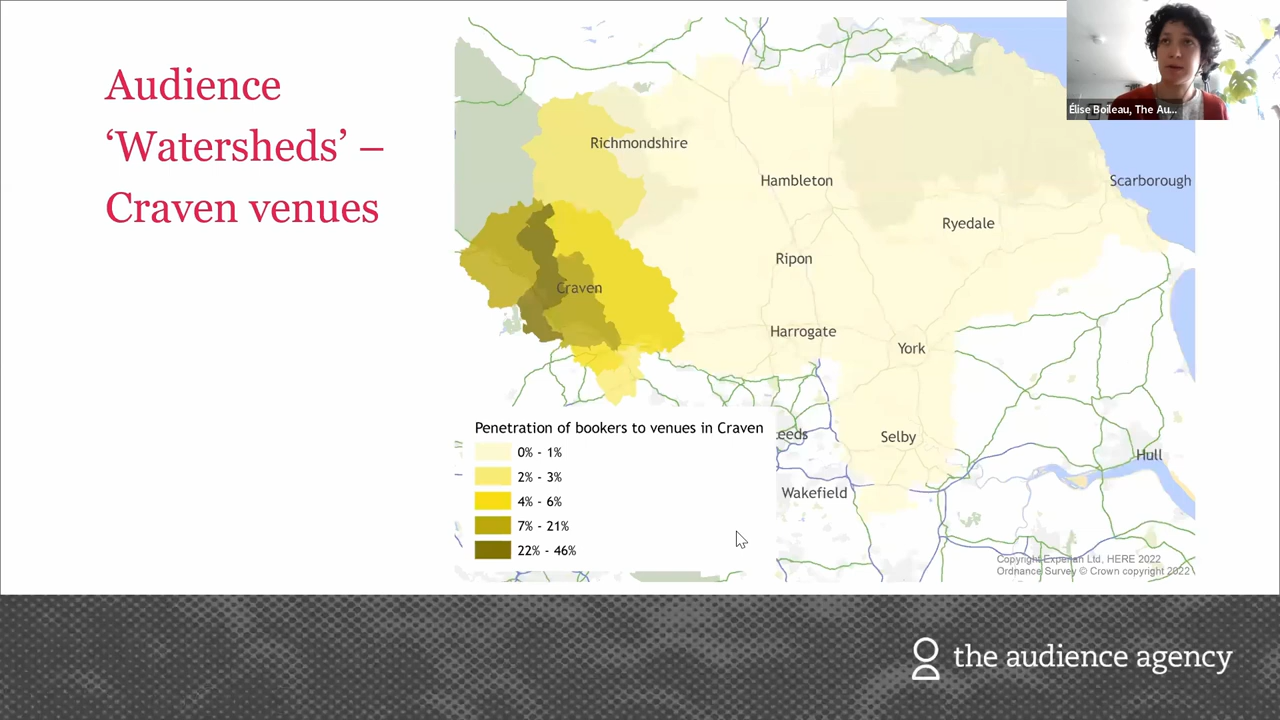 Audience
‘Watersheds’ –
Craven venues
Richmondshire
Hambleton
Scarborough
Ryedale
Ripon
Craven
Harrogate
York
Selby
eeds
Hull
Wakefield
Penetration of bookers to venues in Craven
0% - 1%
2% - 3%
4% - 6%
7% - 21%
22% - 46%
Copyright Experian Ltd, HERE 2022
Ordnance Survey © Crown copyright 2022
Élise Boileau, The Au...
the audience agency